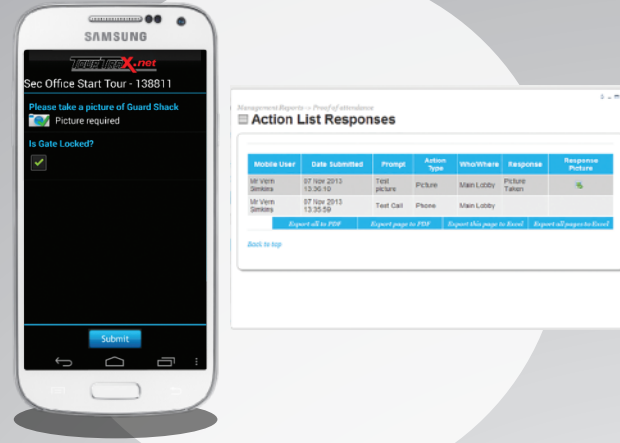 SAMSUNG
TourTraX.net
Sec Office Start Tour - 138811
Please take a picture of Guard Shack
Picture required
Is Gate Locked?
Submit
Management Reports -> Proof of attendance
Action List Responses
Mobile User Date Submitted Prompt Action Type Who/Where Response Response Picture
Mr Vern Simkins 07 Nov 2013 13:36:10 Test picture Picture Main Lobby Picture Taken
Mr Vern Simkins 07 Nov 2013 13:35:59 Test Call Phone Main Lobby
Export all to PDF Export page to PDF Export this page to Excel Export all pages to Excel
Back to top